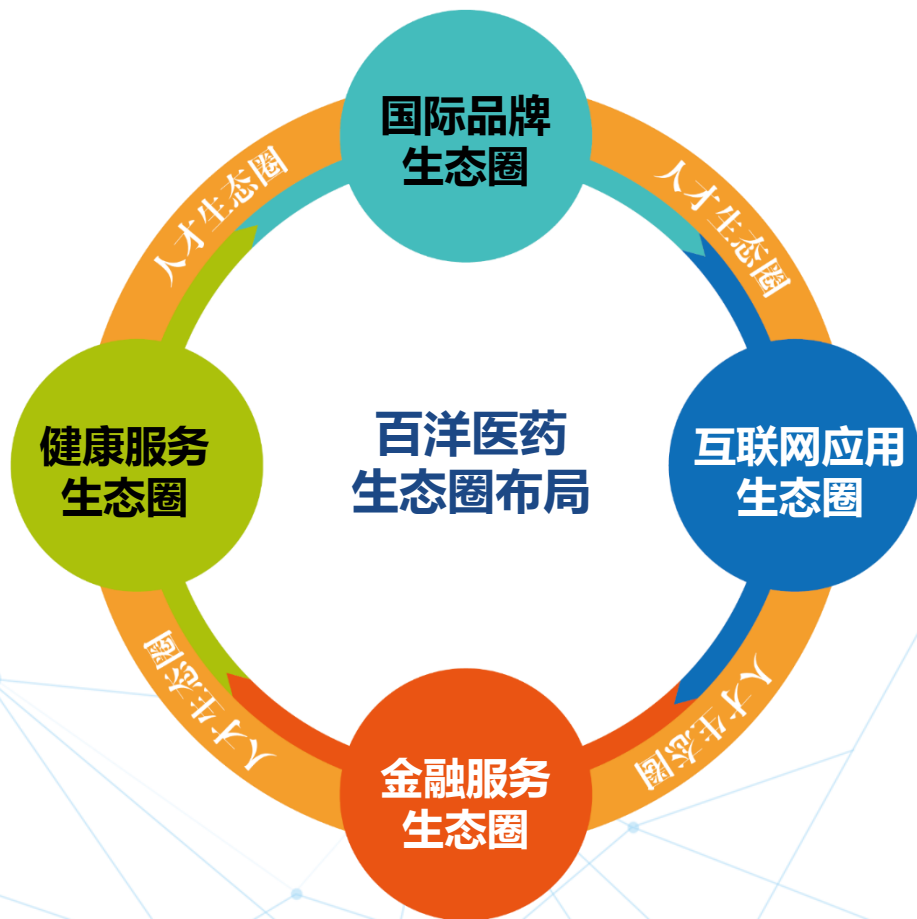 国际品牌
生态圈
人才生态圈
人才生态圈
健康服务
生态圈
百洋医药
生态圈布局
互联网应用
生态圈
人才生态圈
人才生态圈
金融服务
生态圈